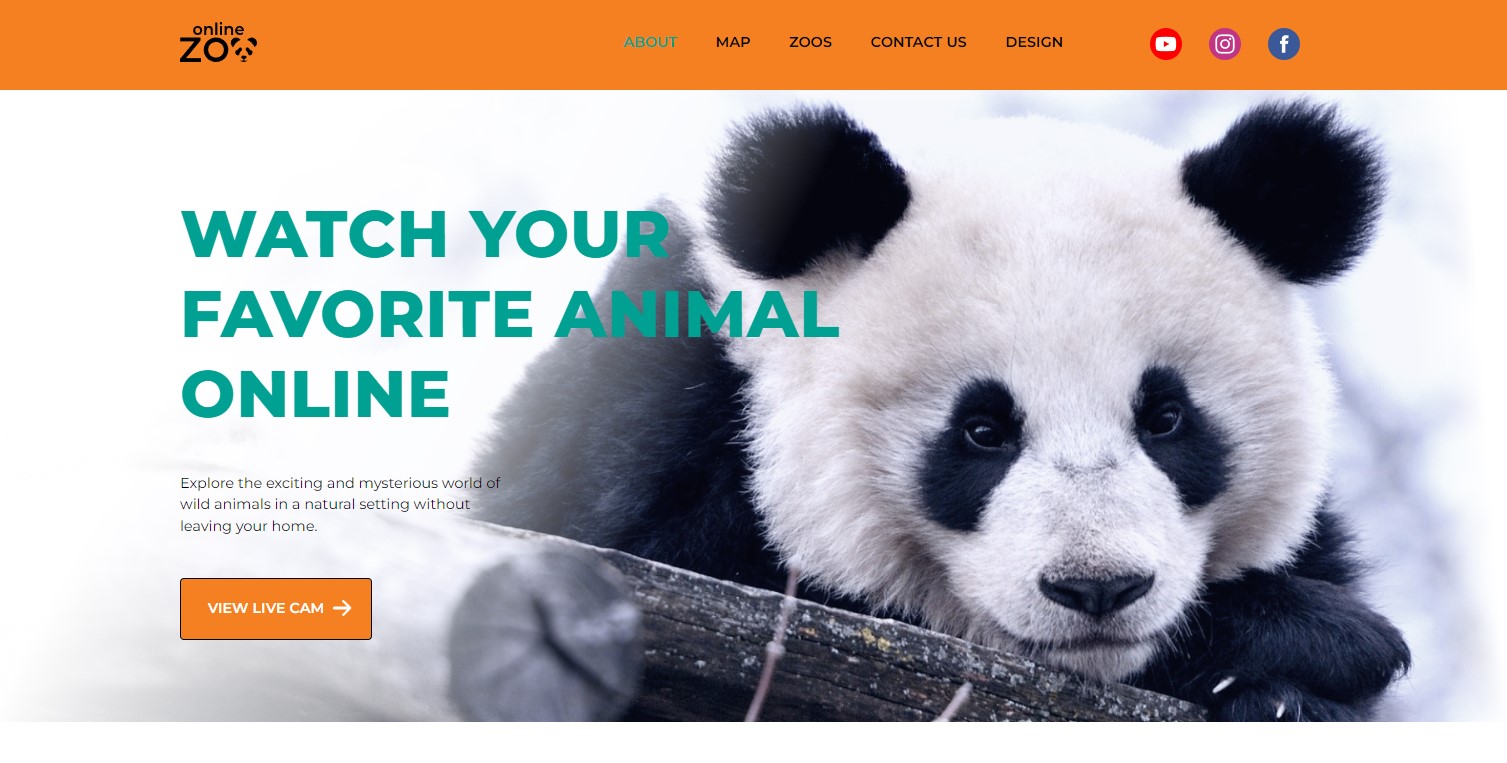 online
ZOO
ABOUT MAP ZOOS CONTACT US DESIGN
WATCH YOUR
FAVORITE ANIMAL
ONLINE
Explore the exciting and mysterious world of
wild animals in a natural setting without
leaving your home.
VIEW LIVE CAM